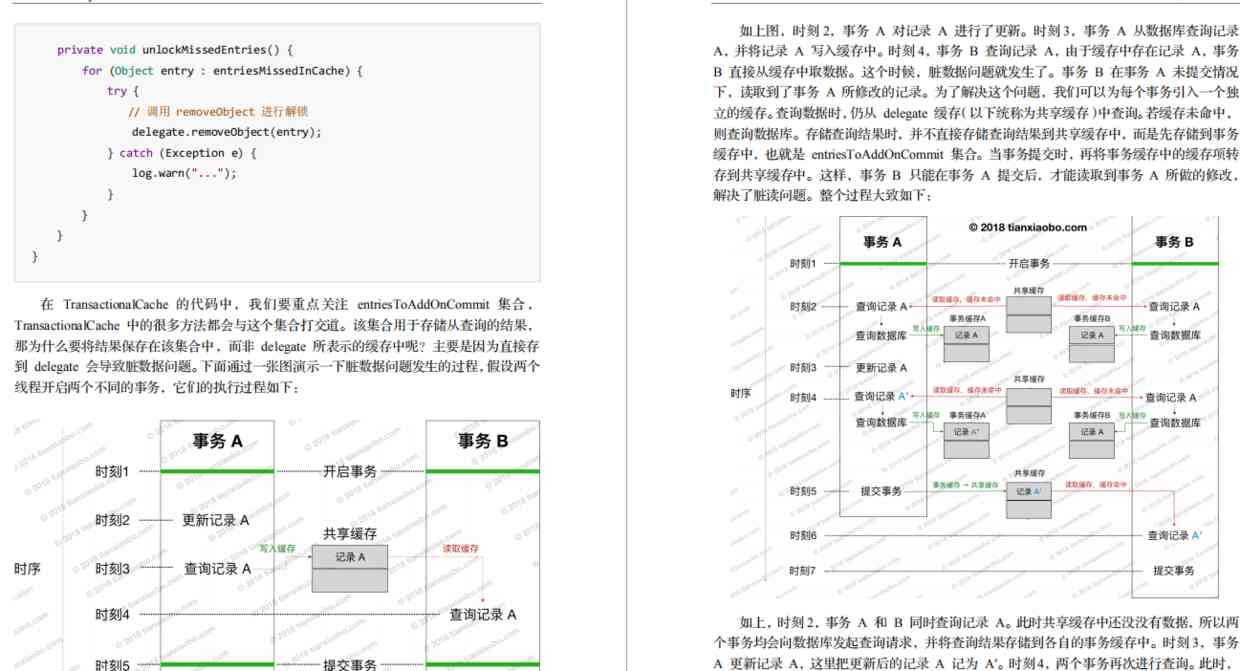 private void unlockMissedEntries() {
for (Object entry : entriesMissedInCache) {
try {
// 调用 removeObject 进行解锁
delegate.removeObject(entry);
} catch (Exception e) {
log.warn("...");
}
}
}
}
在 TransactionalCache 的代码中，我们要重点关注 entriesToAddOnCommit 集合，
TransactionalCache 中的很多方法都会与这个集合打交道。该集合用于存储从查询的结果，
那为什么要将结果保存在该集合中，而非 delegate 所表示的缓存中呢？主要是因为直接存
到 delegate 会导致脏数据问题。下面通过一张图演示一下脏数据问题发生的过程，假设两个
线程开启两个不同的事务，它们的执行过程如下：
事务 A
事务 B
时刻1
开启事务
时刻2
更新记录 A
共享缓存
写入缓存
记录 A
读取缓存
时序
时刻3
查询记录 A
时刻4
查询记录 A
时刻5
提交事务
© 2018 tianxiaobo.com
如上图，时刻 2，事务 A 对记录 A 进行了更新。时刻 3，事务 A 从数据库查询记录
A，并将记录 A 写入缓存中。时刻 4，事务 B 查询记录 A，由于缓存中存在记录 A，事务
B 直接从缓存中取数据。这个时候，脏数据问题就发生了。事务 B 在事务 A 未提交情况
下，读取到了事务 A 所修改的记录。为了解决这个问题，我们可以为每个事务引入一个独
立的缓存。查询数据时，仍从 delegate 缓存（以下统称为共享缓存）中查询。若缓存未命中，
则查询数据库。存储查询结果时，并不直接存储查询结果到共享缓存中，而是先存储到事务
缓存中，也就是 entriesToAddOnCommit 集合。当事务提交时，再将事务缓存中的缓存项转
存到共享缓存中。这样，事务 B 只能在事务 A 提交后，才能读取到事务 A 所做的修改，
解决了脏读问题。整个过程大致如下：
© 2018 tianxiaobo.com
事务 A
事务 B
时刻1
开启事务
共享缓存
时刻2
查询记录 A
读取缓存，缓存未命中
读取缓存，缓存未命中
查询记录 A
事务缓存A
事务缓存B
查询数据库
写入缓存
记录 A
记录 A
写入缓存
查询数据库
时刻3
更新记录 A
共享缓存
时序
时刻4
查询记录 A'
读取缓存，缓存未命中
读取缓存，缓存未命中
查询记录 A
事务缓存A
事务缓存B
查询数据库
写入缓存
记录 A'
记录 A
写入缓存
查询数据库
共享缓存
时刻5
提交事务
事务缓存 → 共享缓存
记录 A'
读取缓存，缓存命中
时刻6
查询记录 A'
时刻7
提交事务
如上，时刻 2，事务 A 和 B 同时查询记录 A。此时共享缓存中还没没有数据，所以两
个事务均会向数据库发起查询请求，并将查询结果存储到各自的事务缓存中。时刻 3，事务
A 更新记录 A，这里把更新后的记录 A 记为 A'。时刻 4，两个事务再次进行查询。此时，